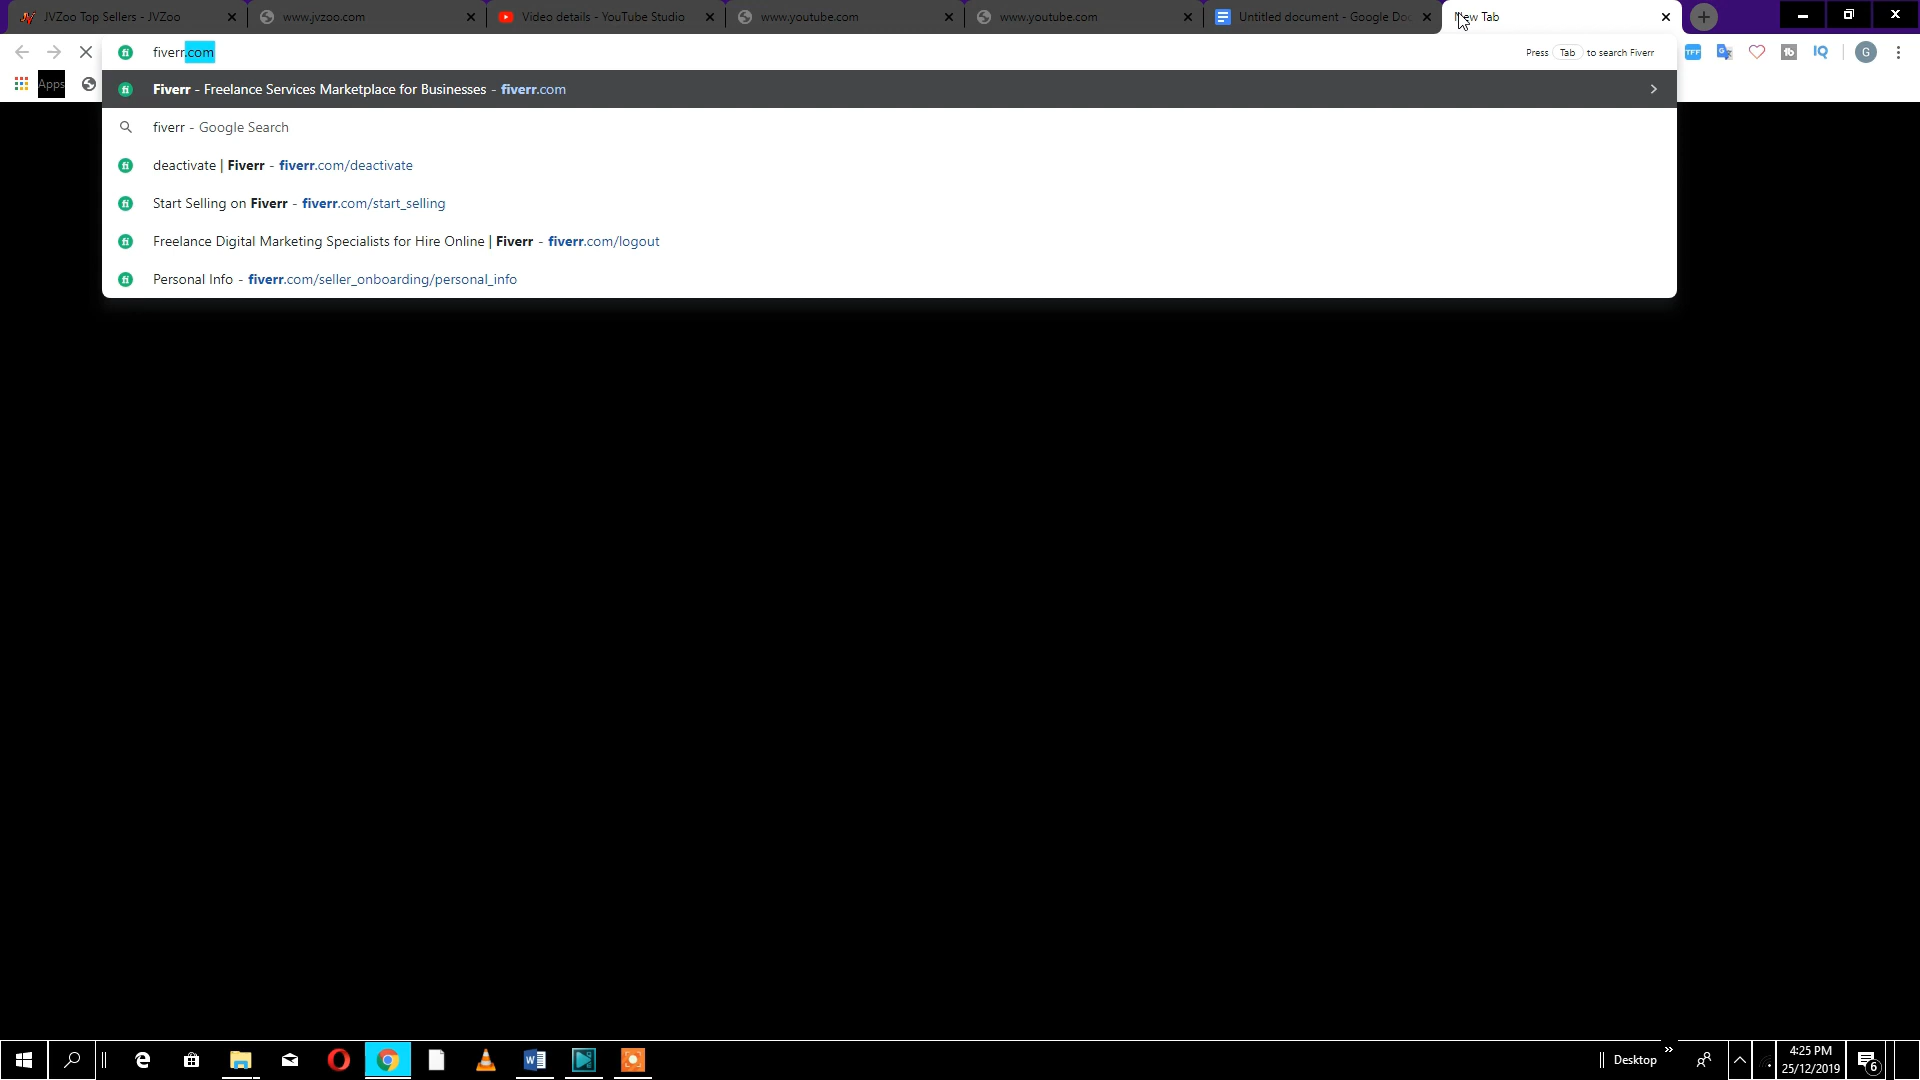 JVZoo Top Sellers - JVZoo
www.jvzoo.com
Video details - YouTube Studio
www.youtube.com
www.youtube.com
Untitled document - Google Do
New Tab
fiverr.com
Press Tab to search Fiverr
Apps
Fiverr - Freelance Services Marketplace for Businesses - fiverr.com
fiverr - Google Search
deactivate | Fiverr - fiverr.com/deactivate
Start Selling on Fiverr - fiverr.com/start_selling
Freelance Digital Marketing Specialists for Hire Online | Fiverr - fiverr.com/logout
Personal Info - fiverr.com/seller_onboarding/personal_info
TFF
IQ
G
Desktop
4:25 PM
25/12/2019
6